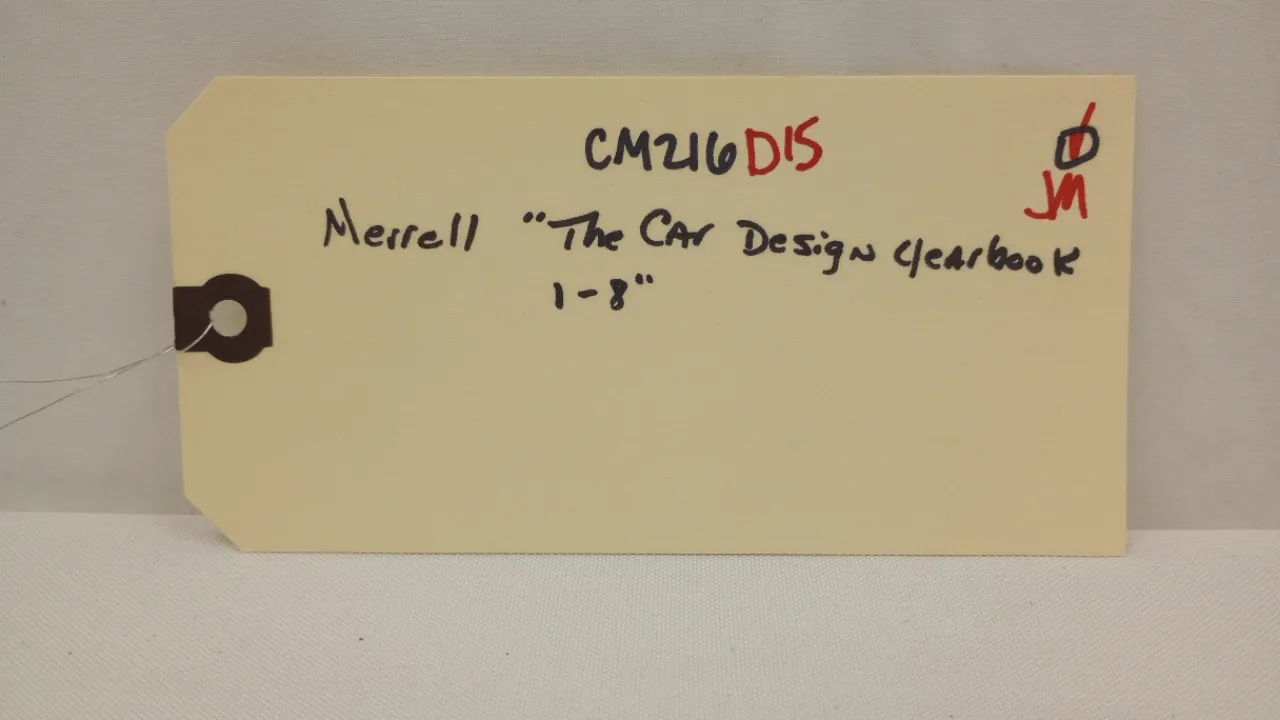 CM216D15
D
JM
Merrell "The Car Design Yearbook
1-8"